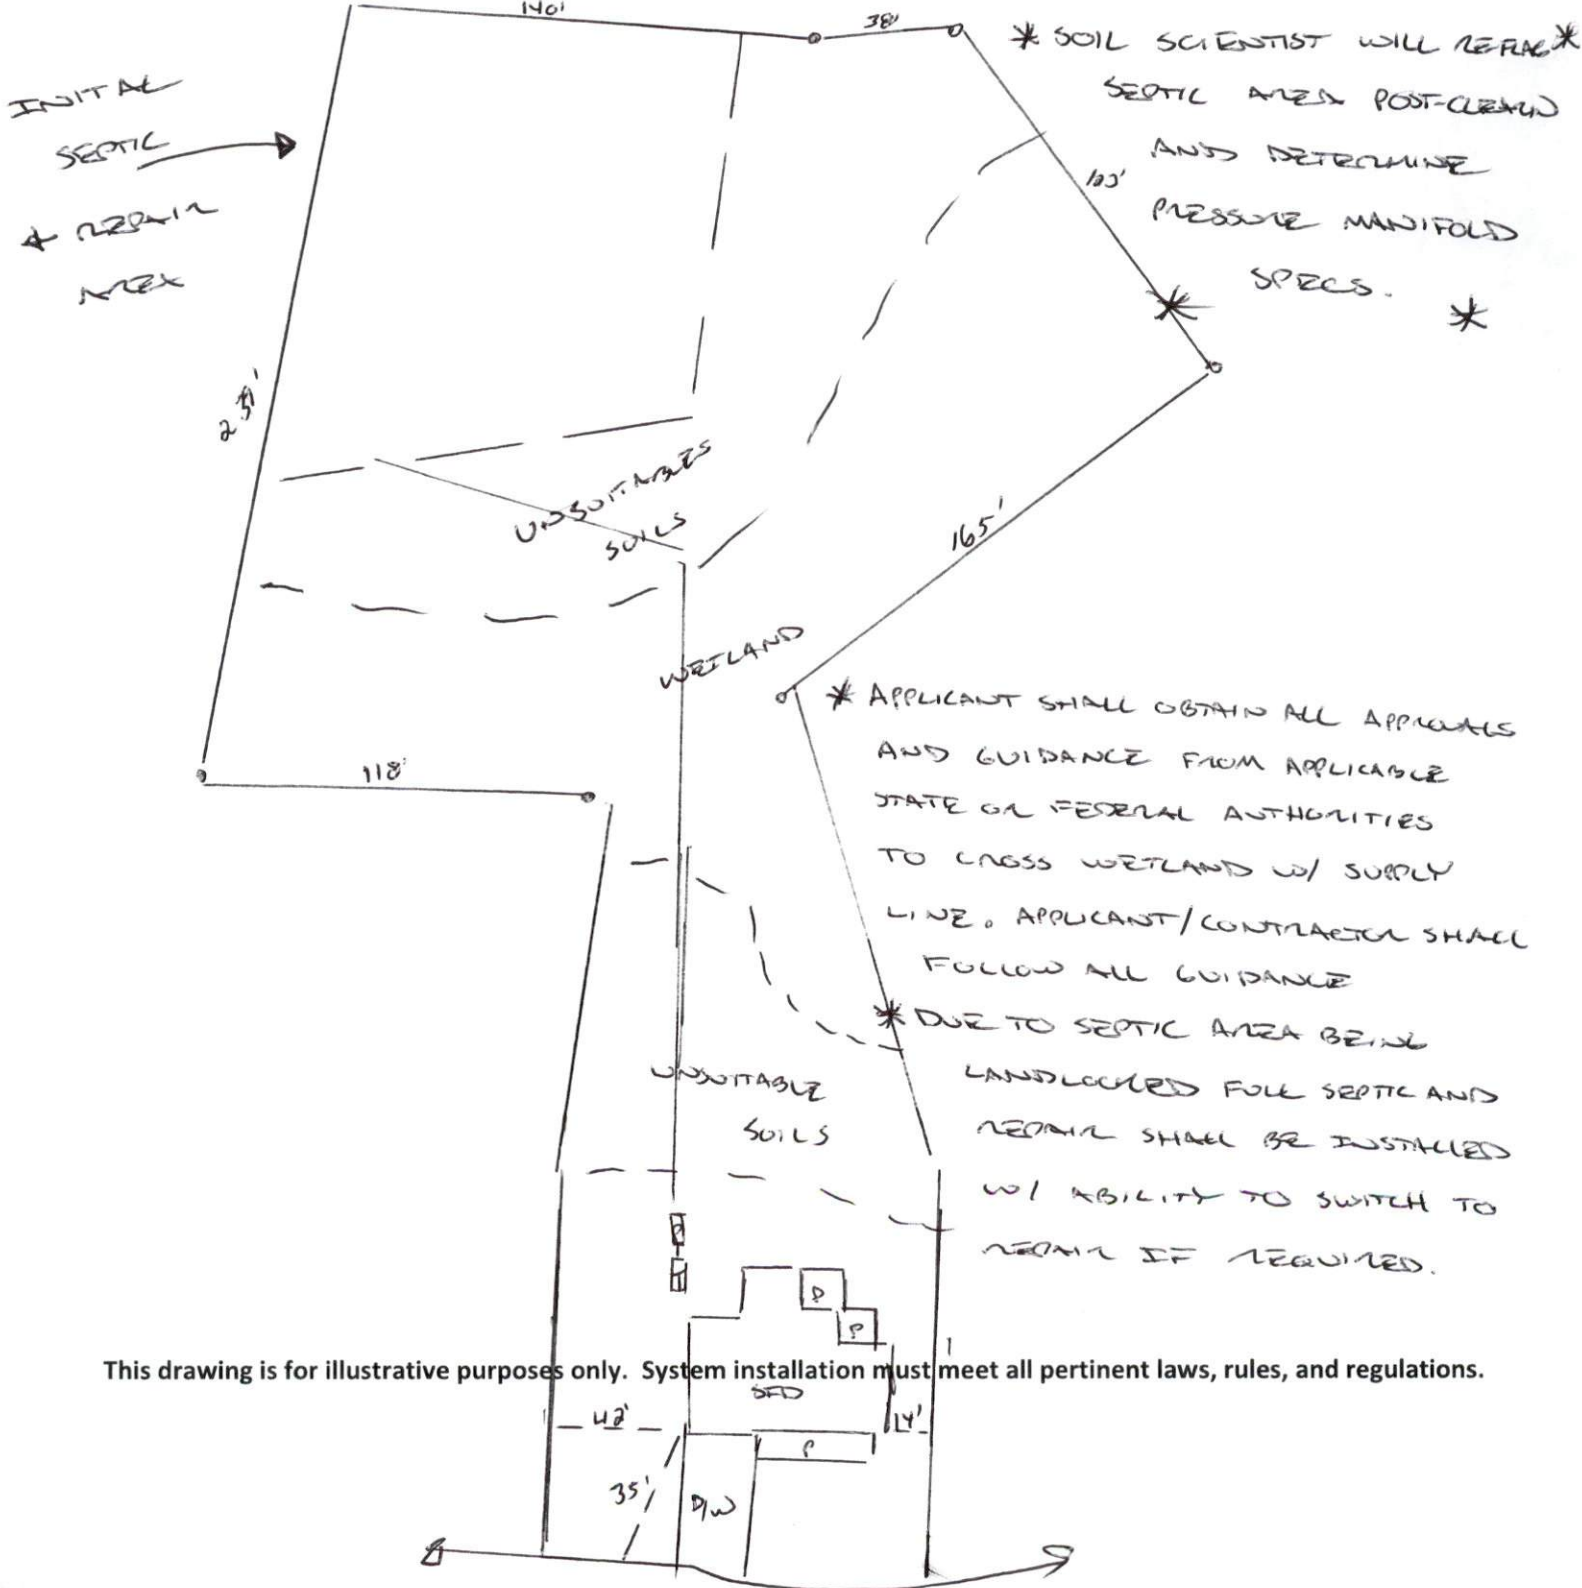 140'
38'
* SOIL SCIENTIST WILL REFLAG *
SEPTIC AREA POST-CLEARING
AND DETERMINE
PRESSURE MANIFOLD
SPECS. *
INITAL
SEPTIC
+ REPAIR
AREA
UNSUITABLES
SOILS
165'
WETLAND
118'
* APPLICANT SHALL OBTAIN ALL APPROVALS
AND GUIDANCE FROM APPLICABLE
STATE OR FEDERAL AUTHORITIES
TO CROSS WETLAND W/ SUPPLY
LINE. APPLICANT/CONTRACTOR SHALL
FOLLOW ALL GUIDANCE
* DUE TO SEPTIC AREA BEING
LANDLOCKED FULL SEPTIC AND
REPAIR SHALL BE INSTALLED
W/ ABILITY TO SWITCH TO
REPAIR IF REQUIRED.
UNSUITABLE
SOILS
D
P
This drawing is for illustrative purposes only. System installation must meet all pertinent laws, rules, and regulations.
SFD
42'
14'
P
35'
D/W